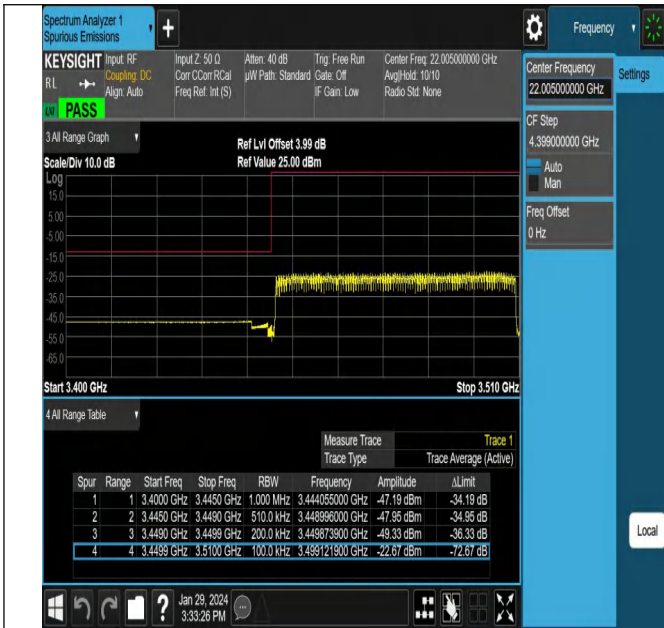 Spectrum Analyzer 1
Spurious Emissions
+
Frequency
KEYSIGHT
RL
Input: RF
Coupling: DC
Align: Auto
Input Z: 50 Ω
Corr CCorr RCal
Freq Ref: Int (S)
Atten: 40 dB
µW Path: Standard
Trig: Free Run
Gate: Off
IF Gain: Low
Center Freq: 22.005000000 GHz
Avg|Hold: 10/10
Radio Std: None
PASS
Center Frequency
22.005000000 GHz
Settings
CF Step
4.399000000 GHz
Auto
Man
Freq Offset
0 Hz
3 All Range Graph
Scale/Div 10.0 dB
Ref Lvl Offset 3.99 dB
Ref Value 25.00 dBm
Log
15.0
5.00
-5.00
-15.0
-25.0
-35.0
-45.0
-55.0
-65.0
Start 3.400 GHz
Stop 3.510 GHz
4 All Range Table
Measure Trace Trace 1
Trace Type Trace Average (Active)
Spur Range Start Freq Stop Freq RBW Frequency Amplitude ΔLimit
1 1 3.4000 GHz 3.4450 GHz 1.000 MHz 3.444055000 GHz -47.19 dBm -34.19 dB
2 2 3.4450 GHz 3.4490 GHz 510.0 kHz 3.448996000 GHz -47.95 dBm -34.95 dB
3 3 3.4490 GHz 3.4499 GHz 200.0 kHz 3.449873900 GHz -49.33 dBm -36.33 dB
4 4 3.4499 GHz 3.5100 GHz 100.0 kHz 3.499121900 GHz -22.67 dBm -72.67 dB
Local
?
Jan 29, 2024
3:33:26 PM